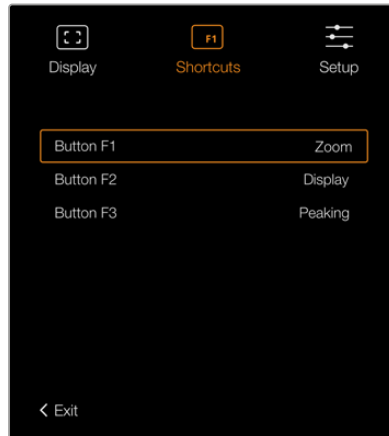 F1
Display Shortcuts Setup
Button F1 Zoom
Button F2 Display
Button F3 Peaking
Exit